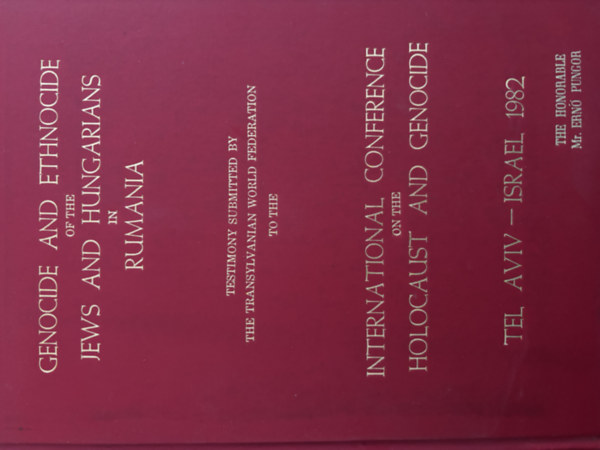 GENOCIDE AND ETHNOCIDE
OF THE
JEWS AND HUNGARIANS
IN
RUMANIA
TESTIMONY SUBMITTED BY
THE TRANSYLVANIAN WORLD FEDERATION
TO THE
INTERNATIONAL CONFERENCE
ON THE
HOLOCAUST AND GENOCIDE
TEL AVIV – ISRAEL 1982
THE HONORABLE
Mr. ERNŐ PUNGOR